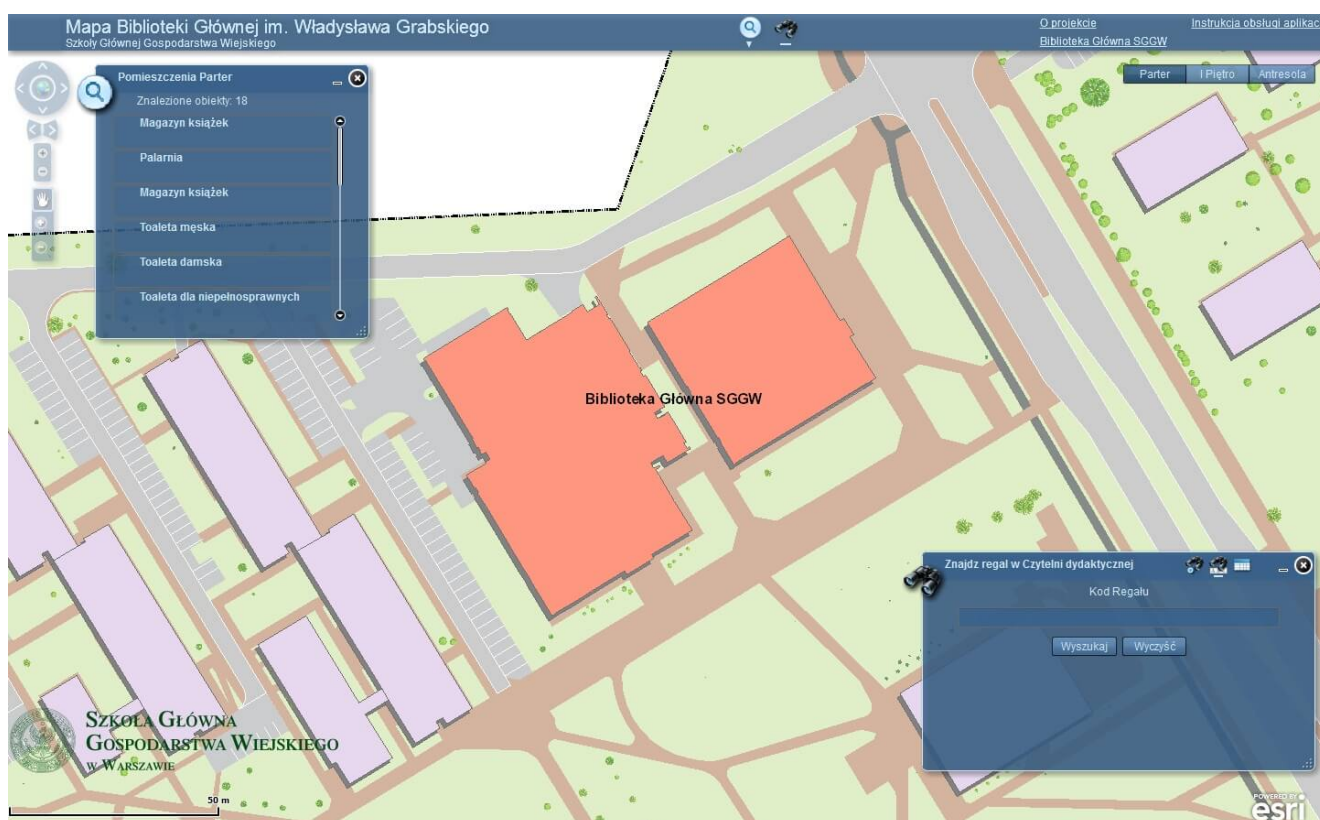 Mapa Biblioteki Głównej im. Władysława Grabskiego
Szkoły Głównej Gospodarstwa Wiejskiego
O projekcie
Instrukcja obsługi aplikac
Biblioteka Główna SGGW
Parter
I Piętro
Antresola
Pomieszczenia Parter
Znalezione obiekty: 18
Magazyn książek
Palarnia
Magazyn książek
Toaleta męska
Toaleta damska
Toaleta dla niepełnosprawnych
Biblioteka Główna SGGW
Znajdz regal w Czytelni dydaktycznej
Kod Regału
Wyszukaj
Wyczyść
Szkoła Główna
Gospodarstwa Wiejskiego
w Warszawie
50 m
POWERED BY
esri